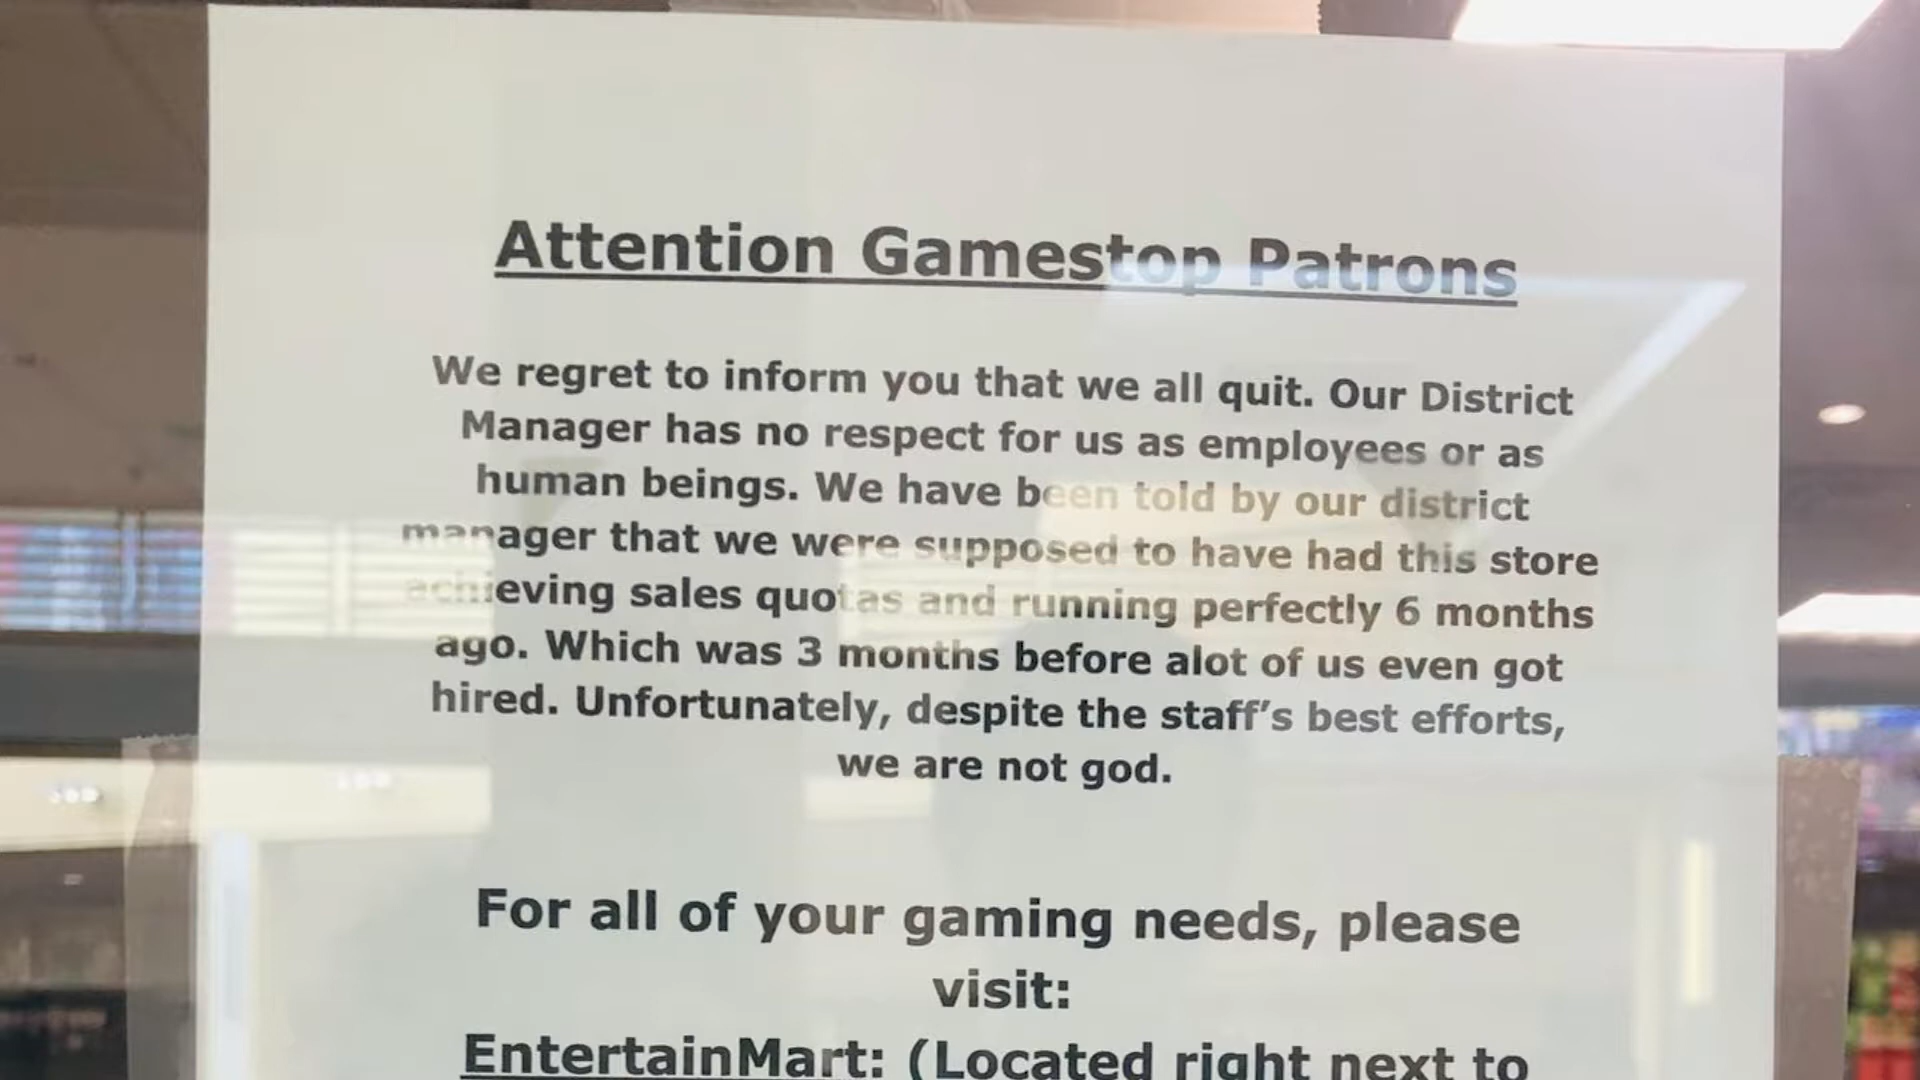 Attention Gamestop Patrons
We regret to inform you that we all quit. Our District
Manager has no respect for us as employees or as
human beings. We have been told by our district
manager that we were supposed to have had this store
achieving sales quotas and running perfectly 6 months
ago. Which was 3 months before alot of us even got
hired. Unfortunately, despite the staff’s best efforts,
we are not god.
For all of your gaming needs, please
visit:
EntertainMart: (Located right next to